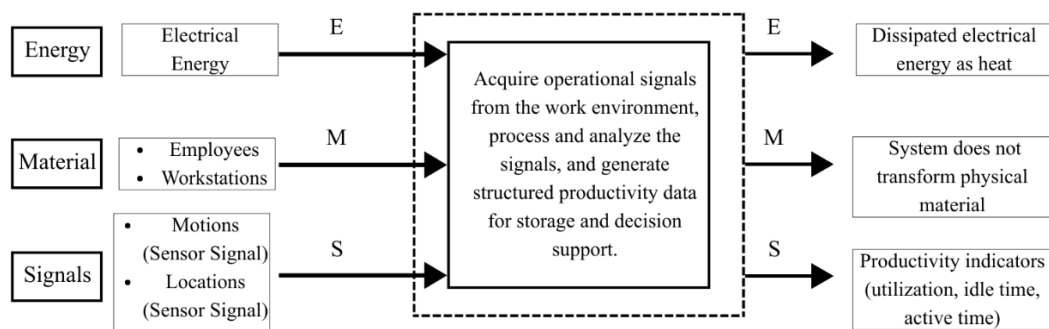 Energy
Electrical
Energy
E
E
Dissipated electrical
energy as heat
Acquire operational signals
from the work environment,
process and analyze the
signals, and generate
structured productivity data
for storage and decision
support.
Material
• Employees
• Workstations
M
M
System does not
transform physical
material
Signals
• Motions
(Sensor Signal)
• Locations
(Sensor Signal)
S
S
Productivity indicators
(utilization, idle time,
active time)